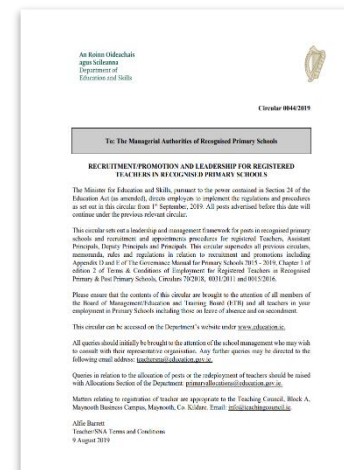 An Roinn Oideachais
agus Scileanna
Department of
Education and Skills
Circular 0044/2019
To: The Managerial Authorities of Recognised Primary Schools
RECRUITMENT/PROMOTION AND LEADERSHIP FOR REGISTERED
TEACHERS IN RECOGNISED PRIMARY SCHOOLS
The Minister for Education and Skills, pursuant to the power contained in Section 24 of the
Education Act (as amended), directs employers to implement the regulations and procedures
as set out in this circular from 1st September, 2019. All posts advertised before this date will
continue under the previous relevant circular.
This circular sets out a leadership and management framework for posts in recognised primary
schools and recruitment and appointments procedures for registered Teachers, Assistant
Principals, Deputy Principals and Principals. This circular supersedes all previous circulars,
memoranda, rules and regulations in relation to recruitment and promotions including
Appendix D and E of The Governance Manual for Primary Schools 2015 - 2019, Chapter 1 of
edition 2 of Terms & Conditions of Employment for Registered Teachers in Recognised
Primary & Post Primary Schools, Circulars 70/2018, 0031/2011 and 0015/2016.
Please ensure that the contents of this circular are brought to the attention of all members of
the Board of Management/Education and Training Board (ETB) and all teachers in your
employment in Primary Schools including those on leave of absence and on secondment.
This circular can be accessed on the Department's website under www.education.ie.
All queries should initially be brought to the attention of the school management who may wish
to consult with their representative organisation. Any further queries may be directed to the
following email address: teachersna@education.gov.ie.
Queries in relation to the allocation of posts or the redeployment of teachers should be raised
with Allocations Section of the Department: primaryallocations@education.gov.ie.
Matters relating to registration of teacher are appropriate to the Teaching Council, Block A,
Maynooth Business Campus, Maynooth, Co. Kildare. Email: info@teachingcouncil.ie.
Alfie Barrett
Teacher/SNA Terms and Conditions
9 August 2019